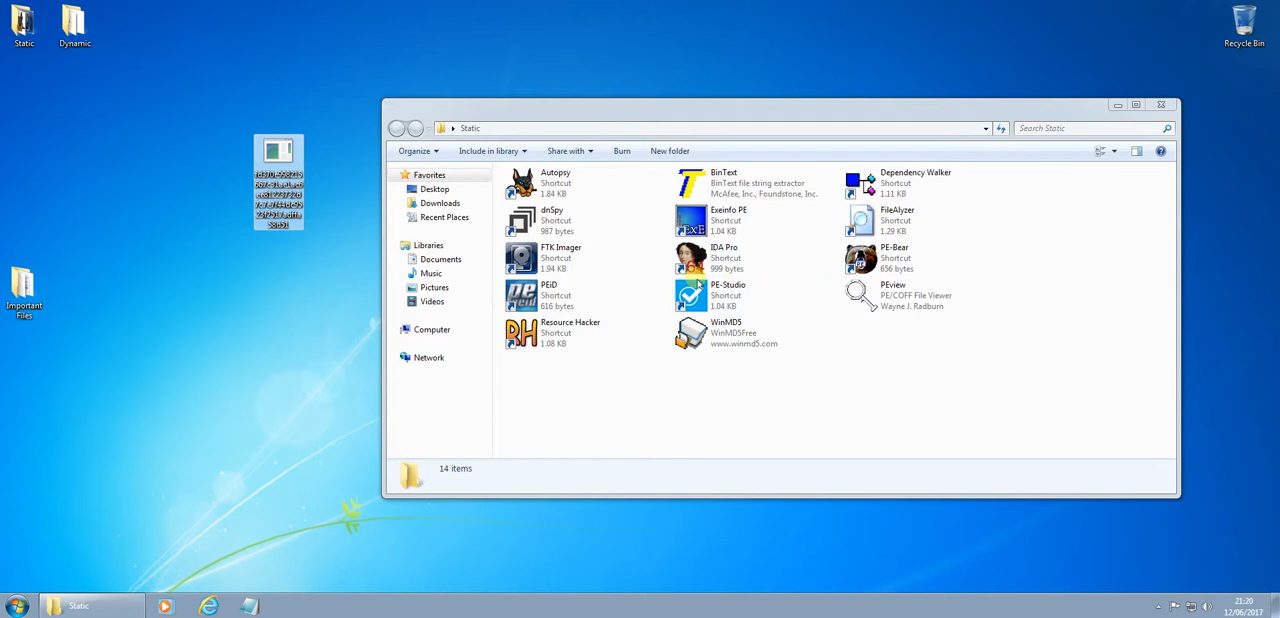 Static
Dynamic
Recycle Bin
Important
Files
Static
Search Static
Organize
Include in library
Share with
Burn
New folder
Favorites
Desktop
Downloads
Recent Places
Libraries
Documents
Music
Pictures
Videos
Computer
Network
Autopsy
Shortcut
1.84 KB
BinText
BinText file string extractor
McAfee, Inc., Foundstone, Inc.
Dependency Walker
Shortcut
1.11 KB
dnSpy
Shortcut
987 bytes
Exeinfo PE
Shortcut
1.04 KB
FileAlyzer
Shortcut
1.29 KB
FTK Imager
Shortcut
1.94 KB
IDA Pro
Shortcut
999 bytes
PE-Bear
Shortcut
656 bytes
PEiD
Shortcut
616 bytes
PE-Studio
Shortcut
1.04 KB
PEview
PE/COFF File Viewer
Wayne J. Radburn
Resource Hacker
Shortcut
1.08 KB
WinMD5
WinMD5Free
www.winmd5.com
14 items
Static
21:20
12/06/2017